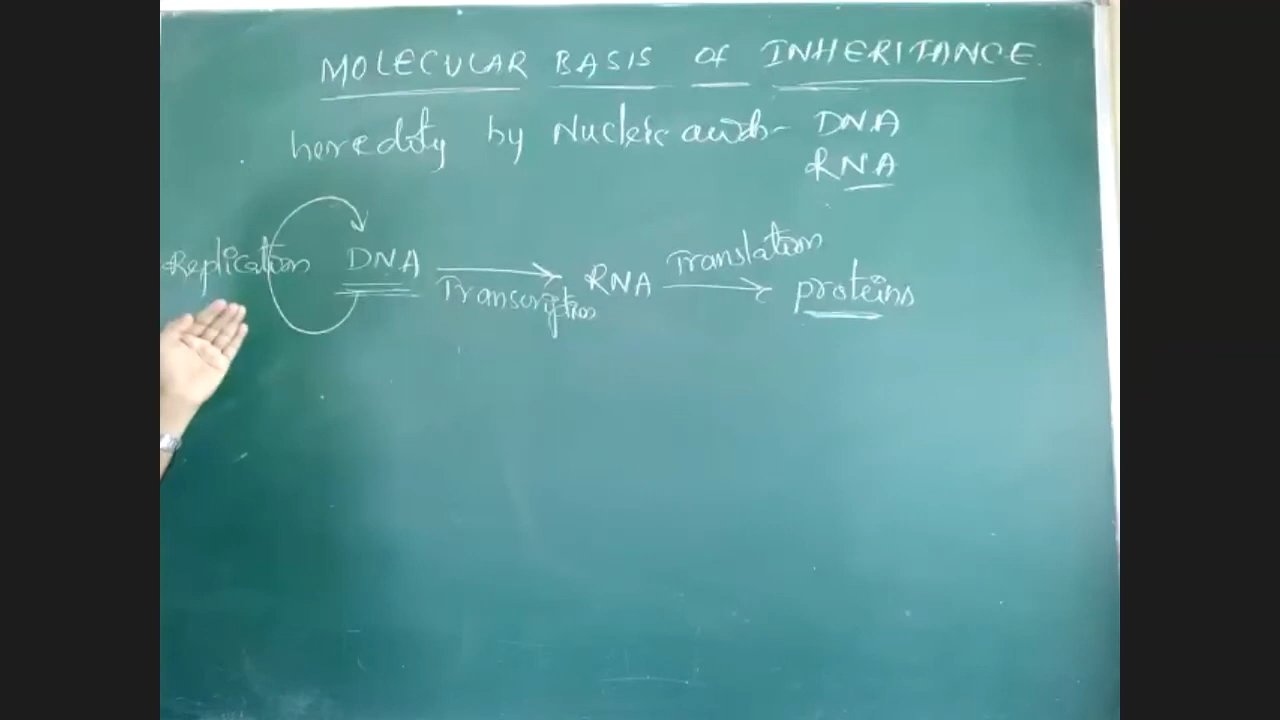 MOLECULAR BASIS Of INHERITANCE.
heredity by Nucleic acids - DNA
RNA
Replication DNA Transcription RNA Translation proteins